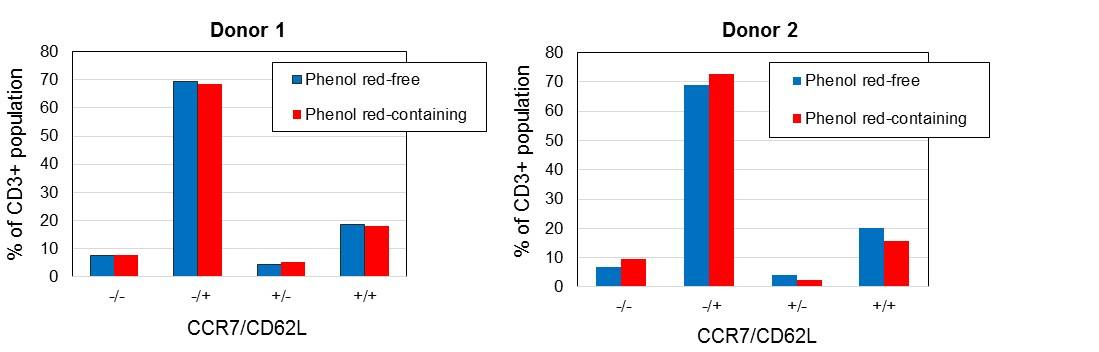 Donor 1
80
70
60
50
40
30
20
10
0
% of CD3+ population
Phenol red-free
Phenol red-containing
-/-
-/+
+/-
+/+
CCR7/CD62L
Donor 2
80
70
60
50
40
30
20
10
0
% of CD3+ population
Phenol red-free
Phenol red-containing
-/-
-/+
+/-
+/+
CCR7/CD62L